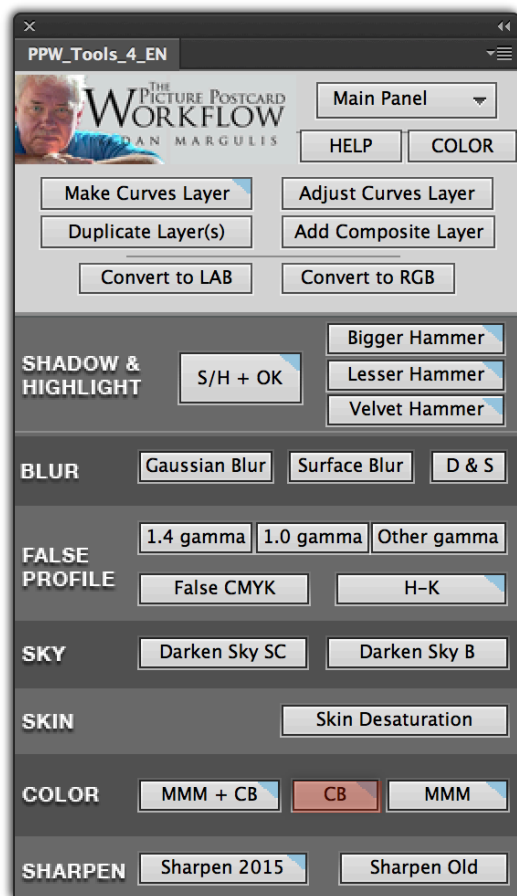 PPW_Tools_4_EN
THE
PICTURE POSTCARD
WORKFLOW
DAN MARGULIS
Main Panel
HELP
COLOR
Make Curves Layer
Adjust Curves Layer
Duplicate Layer(s)
Add Composite Layer
Convert to LAB
Convert to RGB
SHADOW &
HIGHLIGHT
S/H + OK
Bigger Hammer
Lesser Hammer
Velvet Hammer
BLUR
Gaussian Blur
Surface Blur
D & S
FALSE
PROFILE
1.4 gamma
1.0 gamma
Other gamma
False CMYK
H-K
SKY
Darken Sky SC
Darken Sky B
SKIN
Skin Desaturation
COLOR
MMM + CB
CB
MMM
SHARPEN
Sharpen 2015
Sharpen Old